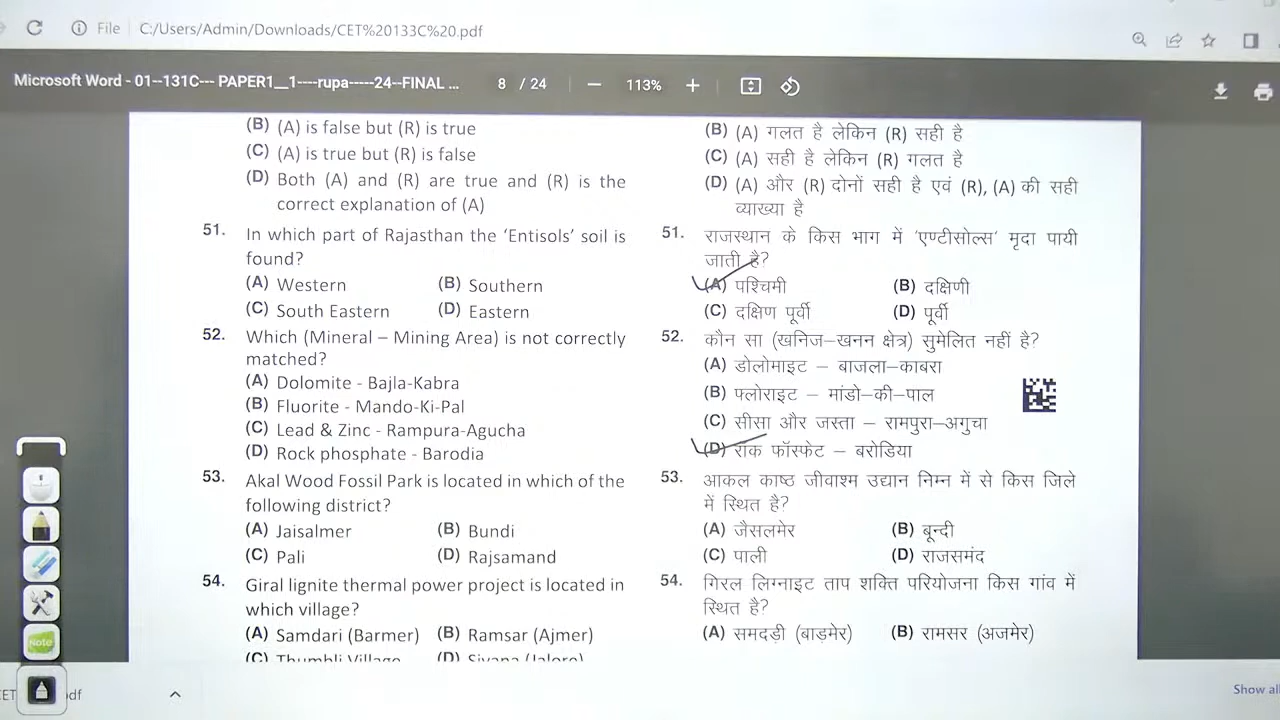 File C:/Users/Admin/Downloads/CET%20133C%20.pdf
Microsoft Word - 01--131C--- PAPER1__1----rupa-----24--FINAL ... 8 / 24 113%
(B) (A) is false but (R) is true
(C) (A) is true but (R) is false
(D) Both (A) and (R) are true and (R) is the
correct explanation of (A)
51. In which part of Rajasthan the ‘Entisols’ soil is
found?
(A) Western (B) Southern
(C) South Eastern (D) Eastern
52. Which (Mineral – Mining Area) is not correctly
matched?
(A) Dolomite - Bajla-Kabra
(B) Fluorite - Mando-Ki-Pal
(C) Lead & Zinc - Rampura-Agucha
(D) Rock phosphate - Barodia
53. Akal Wood Fossil Park is located in which of the
following district?
(A) Jaisalmer (B) Bundi
(C) Pali (D) Rajsamand
54. Giral lignite thermal power project is located in
which village?
(A) Samdari (Barmer) (B) Ramsar (Ajmer)
(C) Thumbli Village (D) Sivana (Jalore)
(B) (A) गलत है लेकिन (R) सही है
(C) (A) सही है लेकिन (R) गलत है
(D) (A) और (R) दोनों सही है एवं (R), (A) की सही
व्याख्या है
51. राजस्थान के किस भाग में ‘एण्टीसोल्स’ मृदा पायी
जाती है?
(A) पश्चिमी (B) दक्षिणी
(C) दक्षिण पूर्वी (D) पूर्वी
52. कौन सा (खनिज–खनन क्षेत्र) सुमेलित नहीं है?
(A) डोलोमाइट – बाजला–काबरा
(B) फ्लोराइट – मांडो–की–पाल
(C) सीसा और जस्ता – रामपुरा–अगुचा
(D) रॉक फॉस्फेट – बरोडिया
53. आकल काष्ठ जीवाश्म उद्यान निम्न में से किस जिले
में स्थित है?
(A) जैसलमेर (B) बून्दी
(C) पाली (D) राजसमंद
54. गिरल लिग्नाइट ताप शक्ति परियोजना किस गांव में
स्थित है?
(A) समदड़ी (बाड़मेर) (B) रामसर (अजमेर)
Note
CET df
Show all